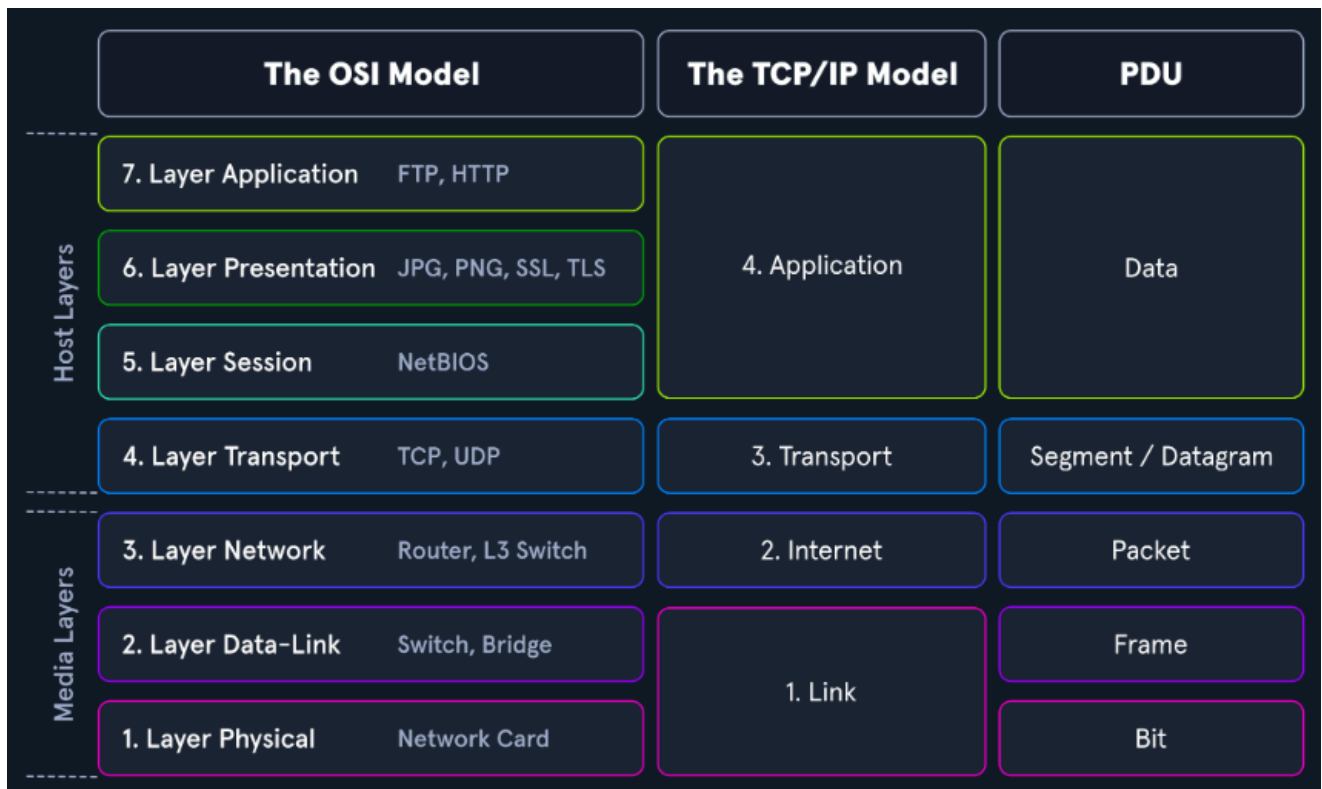 The OSI Model
The TCP/IP Model
PDU
Host Layers
7. Layer Application FTP, HTTP
6. Layer Presentation JPG, PNG, SSL, TLS
5. Layer Session NetBIOS
4. Application
Data
4. Layer Transport TCP, UDP
3. Transport
Segment / Datagram
Media Layers
3. Layer Network Router, L3 Switch
2. Internet
Packet
2. Layer Data-Link Switch, Bridge
Frame
1. Link
1. Layer Physical Network Card
Bit